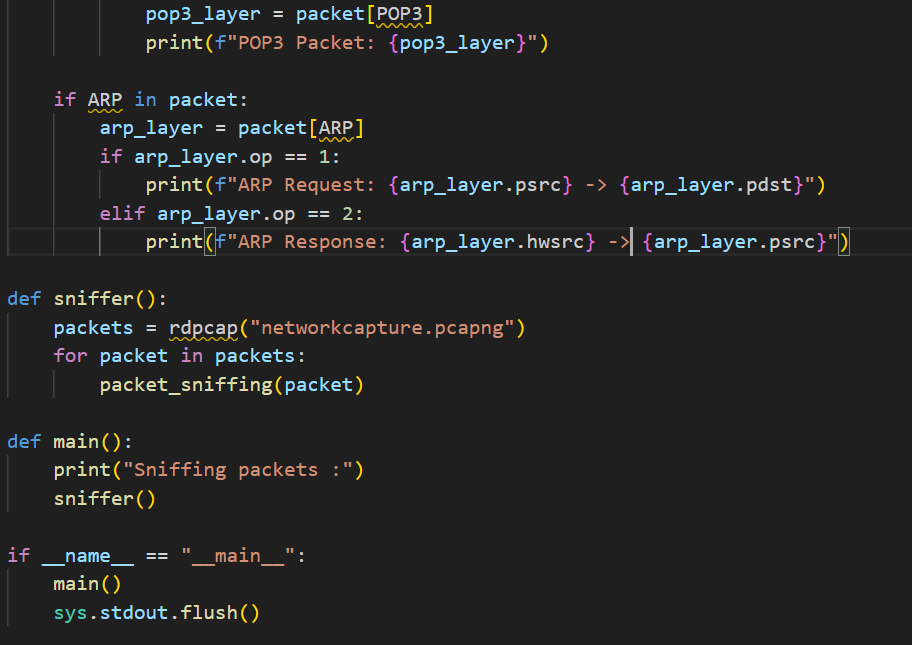 pop3_layer = packet[POP3]
print(f"POP3 Packet: {pop3_layer}")
if ARP in packet:
arp_layer = packet[ARP]
if arp_layer.op == 1:
print(f"ARP Request: {arp_layer.psrc} -> {arp_layer.pdst}")
elif arp_layer.op == 2:
print(f"ARP Response: {arp_layer.hwsrc} -> {arp_layer.psrc}")
def sniffer():
packets = rdpcap("networkcapture.pcapng")
for packet in packets:
packet_sniffing(packet)
def main():
print("Sniffing packets :")
sniffer()
if __name__ == "__main__":
main()
sys.stdout.flush()